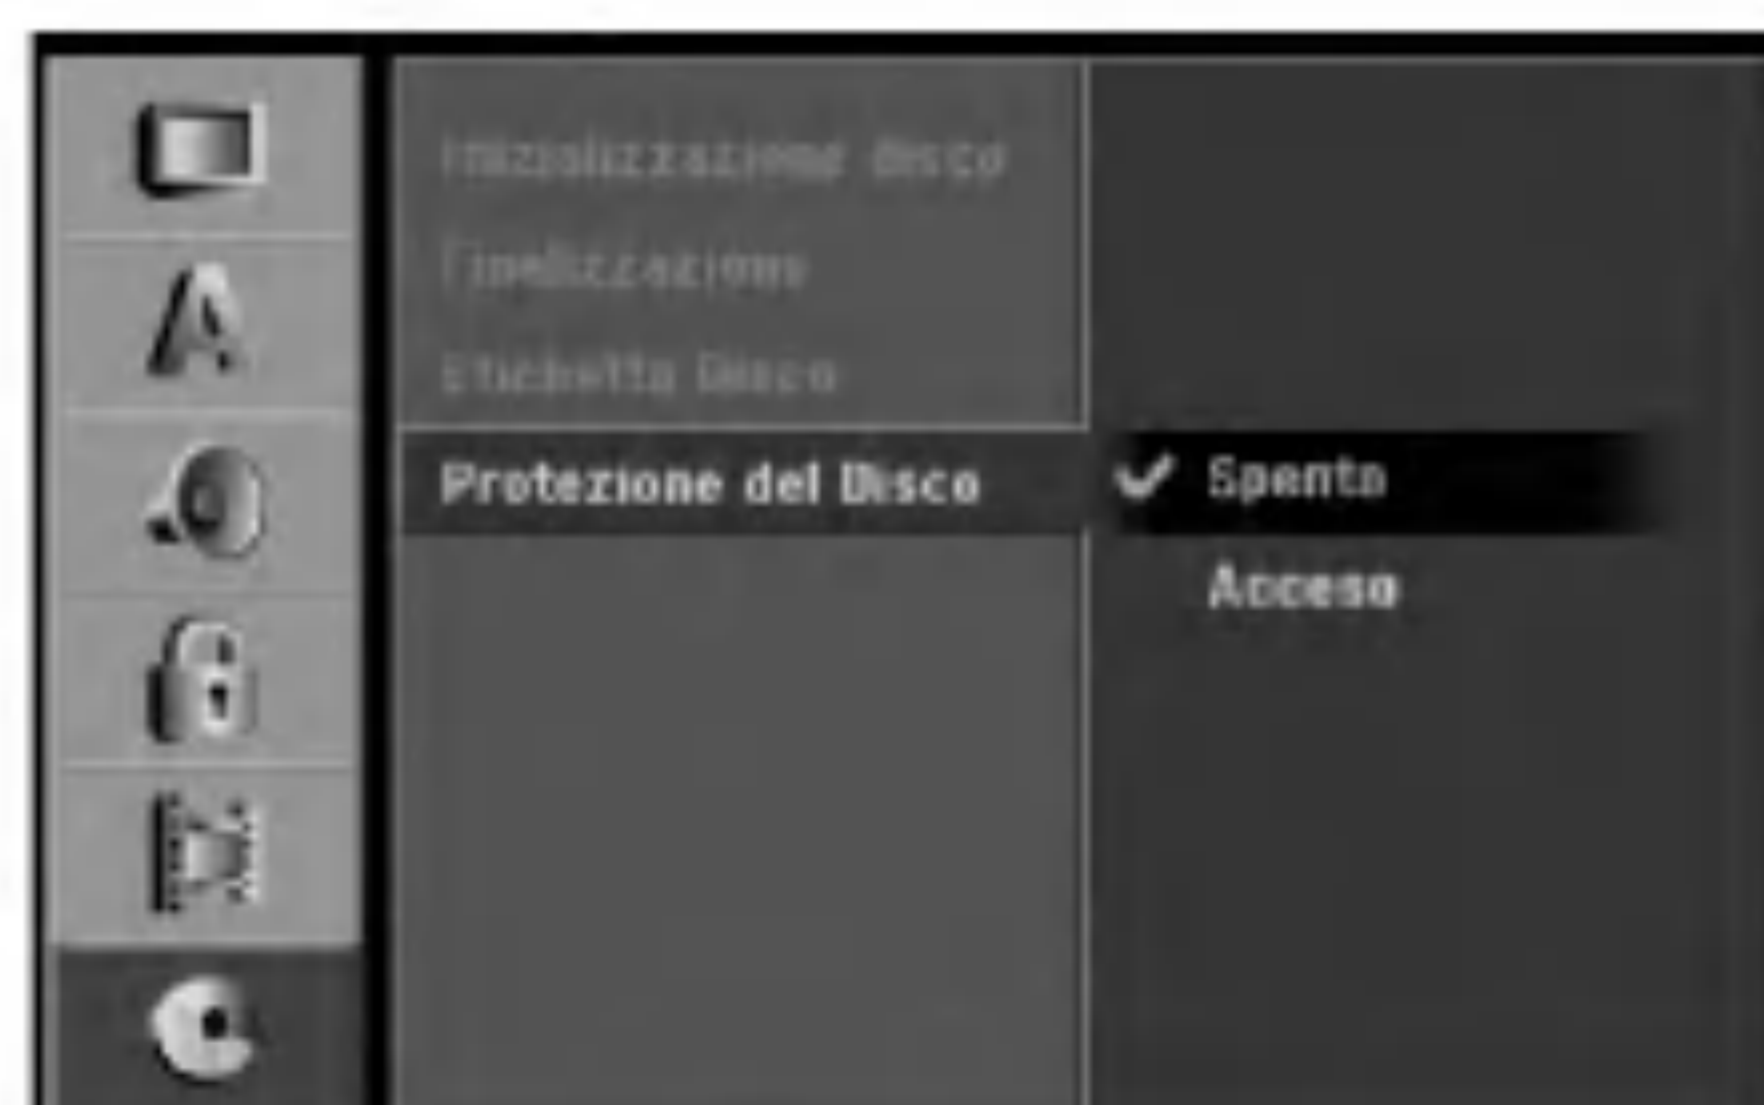 Inizializzazione disco
Finalizzazione
Etichetta Disco
Protezione del Disco
Spento
Acceso